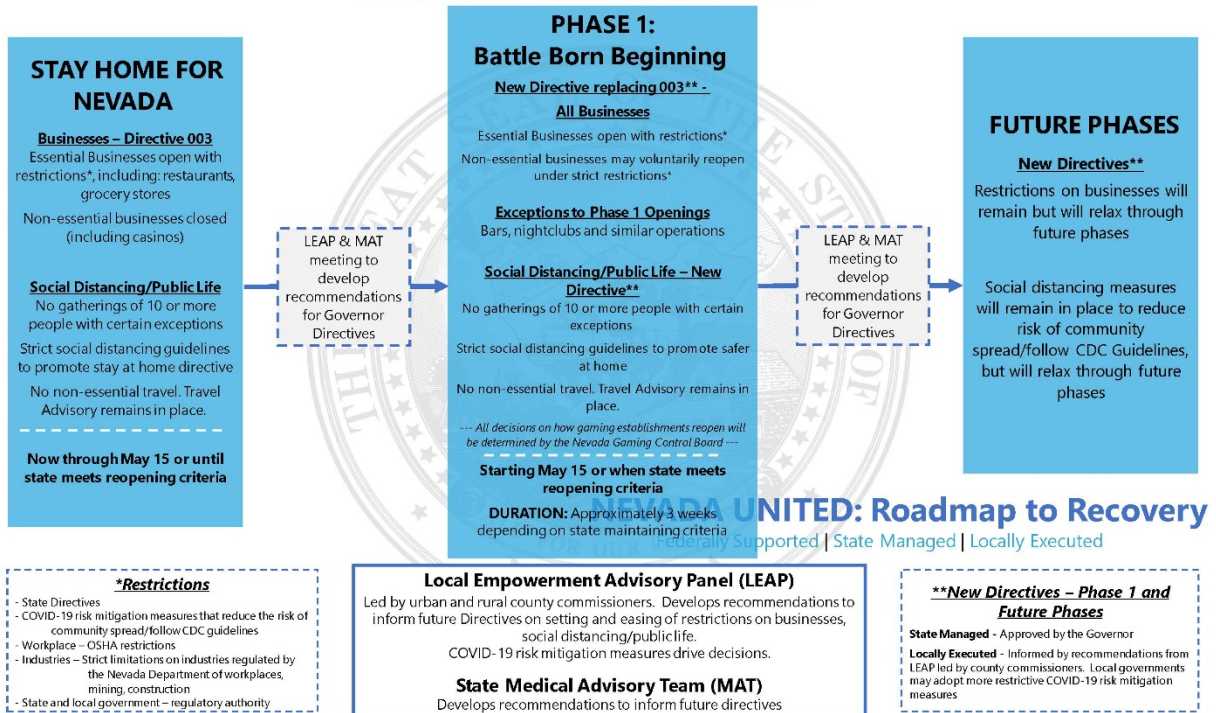 STAY HOME FOR
NEVADA
Businesses – Directive 003
Essential Businesses open with
restrictions*, including: restaurants,
grocery stores
Non-essential businesses closed
(including casinos)
Social Distancing/Public Life
No gatherings of 10 or more
people with certain exceptions
Strict social distancing guidelines
to promote stay at home directive
No non-essential travel. Travel
Advisory remains in place.
Now through May 15 or until
state meets reopening criteria
LEAP & MAT
meeting to
develop
recommendations
for Governor
Directives
PHASE 1:
Battle Born Beginning
New Directive replacing 003** -
All Businesses
Essential Businesses open with restrictions*
Non-essential businesses may voluntarily reopen
under strict restrictions*
Exceptions to Phase 1 Openings
Bars, nightclubs and similar operations
Social Distancing/Public Life – New
Directive**
No gatherings of 10 or more people with certain
exceptions
Strict social distancing guidelines to promote safer
at home
No non-essential travel. Travel Advisory remains in
place.
--- All decisions on how gaming establishments reopen will
be determined by the Nevada Gaming Control Board ---
Starting May 15 or when state meets
reopening criteria
DURATION: Approximately 3 weeks
depending on state maintaining criteria
LEAP & MAT
meeting to
develop
recommendations
for Governor
Directives
FUTURE PHASES
New Directives**
Restrictions on businesses will
remain but will relax through
future phases
Social distancing measures
will remain in place to reduce
risk of community
spread/follow CDC Guidelines,
but will relax through future
phases
NEVADA UNITED: Roadmap to Recovery
Federally Supported | State Managed | Locally Executed
*Restrictions
- State Directives
- COVID-19 risk mitigation measures that reduce the risk of
community spread/follow CDC guidelines
- Workplace – OSHA restrictions
- Industries – Strict limitations on industries regulated by
the Nevada Department of workplaces,
mining, construction
- State and local government – regulatory authority
Local Empowerment Advisory Panel (LEAP)
Led by urban and rural county commissioners. Develops recommendations to
inform future Directives on setting and easing of restrictions on businesses,
social distancing/public life.
COVID-19 risk mitigation measures drive decisions.
State Medical Advisory Team (MAT)
Develops recommendations to inform future directives
**New Directives – Phase 1 and
Future Phases
State Managed - Approved by the Governor
Locally Executed - Informed by recommendations from
LEAP led by county commissioners. Local governments
may adopt more restrictive COVID-19 risk mitigation
measures